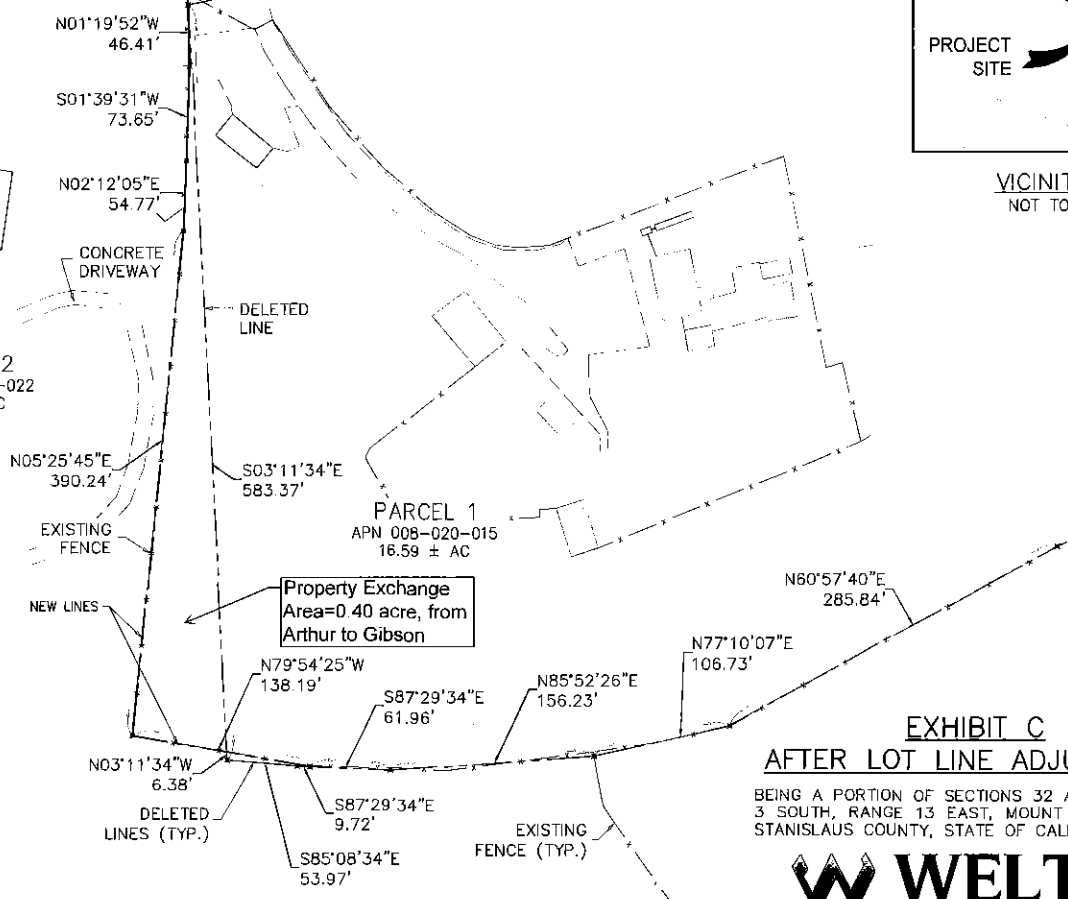 N01°19'52"W
46.41'
PROJECT
SITE
S01°39'31"W
73.65'
VICINIT
NOT TO
N02°12'05"E
54.77'
CONCRETE
DRIVEWAY
DELETED
LINE
2
-022
N05°25'45"E
390.24'
S03°11'34"E
583.37'
PARCEL 1
APN 008-020-015
16.59 ± AC
EXISTING
FENCE
Property Exchange
Area=0.40 acre, from
Arthur to Gibson
N60°57'40"E
285.84'
NEW LINES
N79°54'25"W
138.19'
S87°29'34"E
61.96'
N85°52'26"E
156.23'
N77°10'07"E
106.73'
N03°11'34"W
6.38'
DELETED
LINES (TYP.)
S87°29'34"E
9.72'
S85°08'34"E
53.97'
EXISTING
FENCE (TYP.)
EXHIBIT C
AFTER LOT LINE ADJU
BEING A PORTION OF SECTIONS 32 A
3 SOUTH, RANGE 13 EAST, MOUNT
STANISLAUS COUNTY, STATE OF CAL
WELT